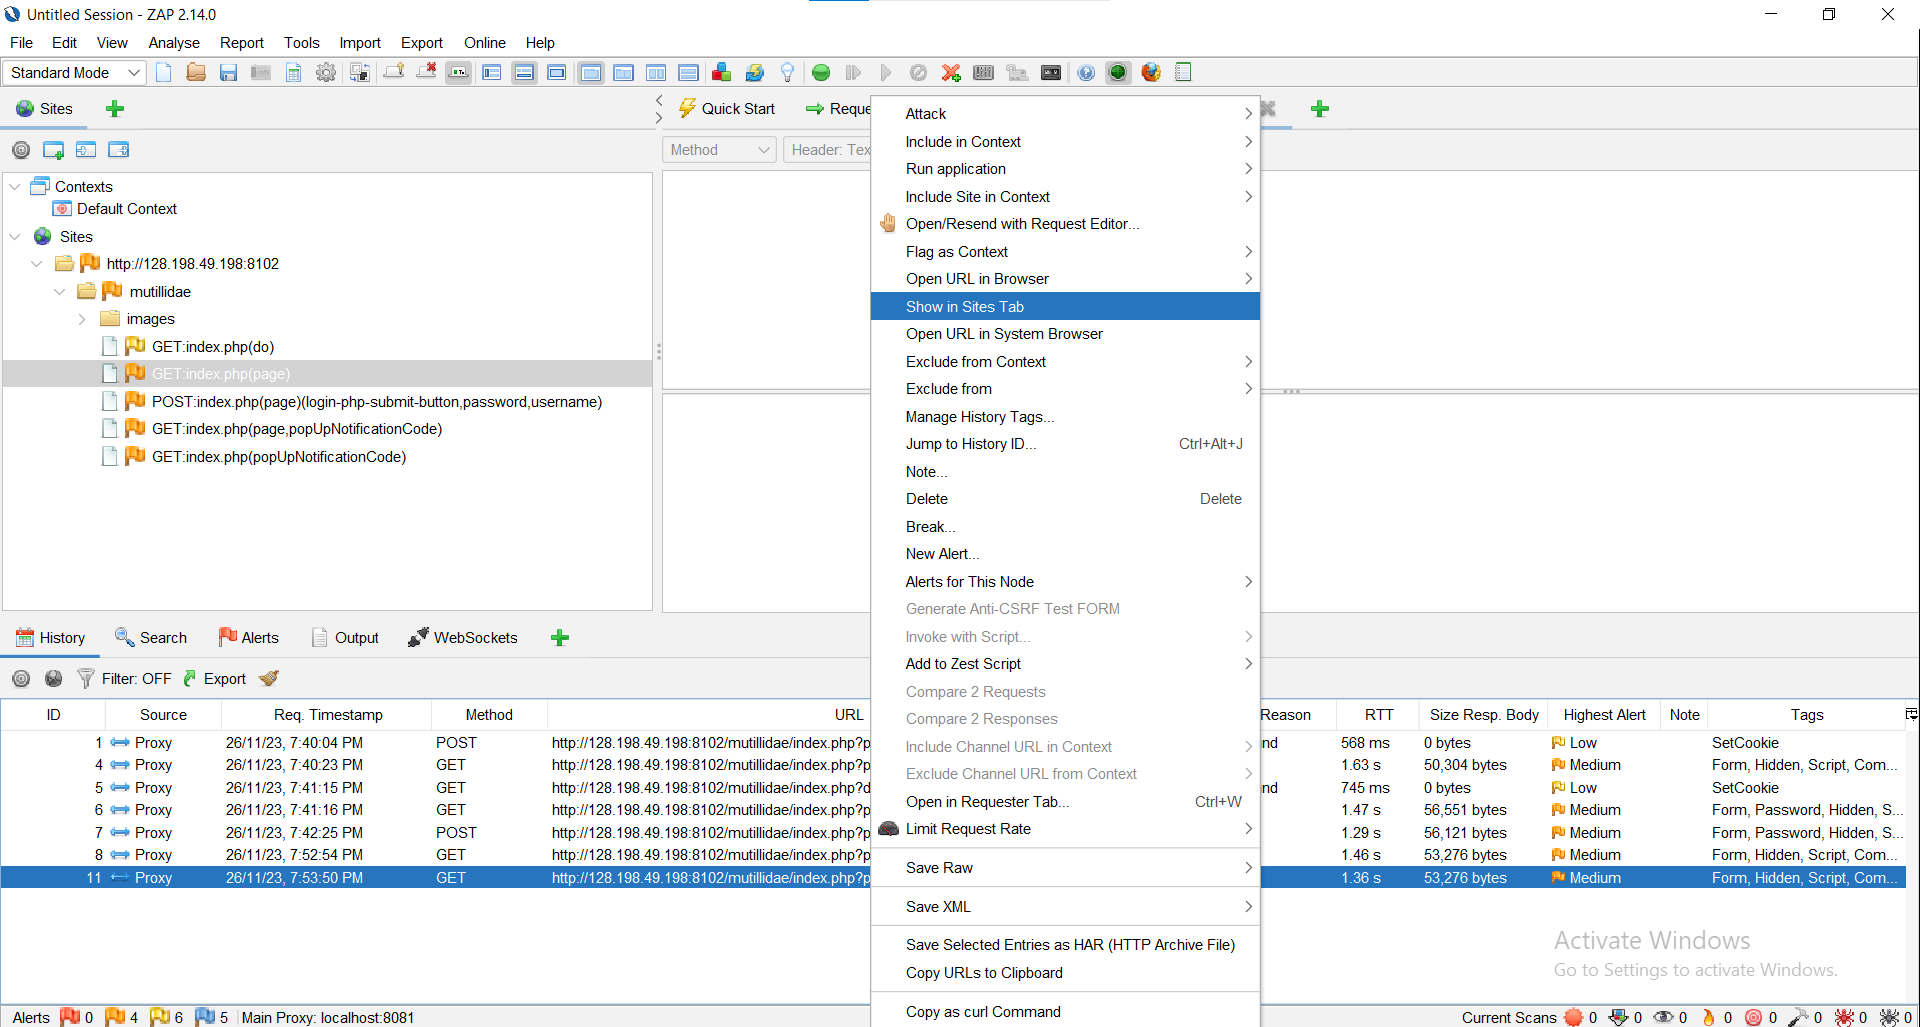 Untitled Session - ZAP 2.14.0
File Edit View Analyse Report Tools Import Export Online Help
Standard Mode
Sites
Quick Start
Reque
Method
Header: Tex
Contexts
Default Context
Sites
http://128.198.49.198:8102
mutillidae
images
GET:index.php(do)
GET:index.php(page)
POST:index.php(page)(login-php-submit-button,password,username)
GET:index.php(page,popUpNotificationCode)
GET:index.php(popUpNotificationCode)
Attack
Include in Context
Run application
Include Site in Context
Open/Resend with Request Editor...
Flag as Context
Open URL in Browser
Show in Sites Tab
Open URL in System Browser
Exclude from Context
Exclude from
Manage History Tags...
Jump to History ID... Ctrl+Alt+J
Note...
Delete Delete
Break...
New Alert...
Alerts for This Node
Generate Anti-CSRF Test FORM
Invoke with Script...
Add to Zest Script
Compare 2 Requests
Compare 2 Responses
Include Channel URL in Context
Exclude Channel URL from Context
Open in Requester Tab... Ctrl+W
Limit Request Rate
Save Raw
Save XML
Save Selected Entries as HAR (HTTP Archive File)
Copy URLs to Clipboard
Copy as curl Command
History Search Alerts Output WebSockets
Filter: OFF Export
ID Source Req. Timestamp Method URL Reason RTT Size Resp. Body Highest Alert Note Tags
1 Proxy 26/11/23, 7:40:04 PM POST http://128.198.49.198:8102/mutillidae/index.php?p nd 568 ms 0 bytes Low SetCookie
4 Proxy 26/11/23, 7:40:23 PM GET http://128.198.49.198:8102/mutillidae/index.php?p 1.63 s 50,304 bytes Medium Form, Hidden, Script, Com...
5 Proxy 26/11/23, 7:41:15 PM GET http://128.198.49.198:8102/mutillidae/index.php?d nd 745 ms 0 bytes Low SetCookie
6 Proxy 26/11/23, 7:41:16 PM GET http://128.198.49.198:8102/mutillidae/index.php?p 1.47 s 56,551 bytes Medium Form, Password, Hidden, S...
7 Proxy 26/11/23, 7:42:25 PM POST http://128.198.49.198:8102/mutillidae/index.php?p 1.29 s 56,121 bytes Medium Form, Password, Hidden, S...
8 Proxy 26/11/23, 7:52:54 PM GET http://128.198.49.198:8102/mutillidae/index.php?p 1.46 s 53,276 bytes Medium Form, Hidden, Script, Com...
11 Proxy 26/11/23, 7:53:50 PM GET http://128.198.49.198:8102/mutillidae/index.php?p 1.36 s 53,276 bytes Medium Form, Hidden, Script, Com...
Activate Windows
Go to Settings to activate Windows.
Alerts 0 4 6 5 Main Proxy: localhost:8081 Current Scans 0 0 0 0 0 0 0 0